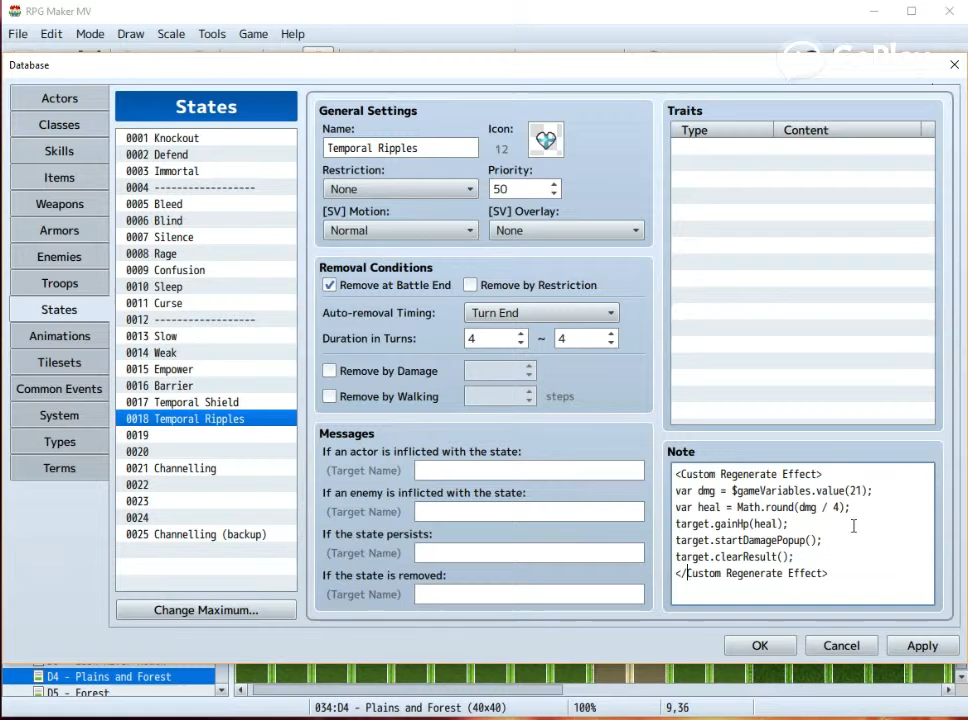 RPG Maker MV
File Edit Mode Draw Scale Tools Game Help
GoPlay
Database
Actors
Classes
Skills
Items
Weapons
Armors
Enemies
Troops
States
Animations
Tilesets
Common Events
System
Types
Terms
States
0001 Knockout
0002 Defend
0003 Immortal
0004 ------------------
0005 Bleed
0006 Blind
0007 Silence
0008 Rage
0009 Confusion
0010 Sleep
0011 Curse
0012 ------------------
0013 Slow
0014 Weak
0015 Empower
0016 Barrier
0017 Temporal Shield
0018 Temporal Ripples
0019
0020
0021 Channelling
0022
0023
0024
0025 Channelling (backup)
Change Maximum...
General Settings
Name: Icon:
Temporal Ripples 12
Restriction: Priority:
None 50
[SV] Motion: [SV] Overlay:
Normal None
Removal Conditions
Remove at Battle End Remove by Restriction
Auto-removal Timing: Turn End
Duration in Turns: 4 ~ 4
Remove by Damage
Remove by Walking steps
Messages
If an actor is inflicted with the state:
(Target Name)
If an enemy is inflicted with the state:
(Target Name)
If the state persists:
(Target Name)
If the state is removed:
(Target Name)
Traits
Type Content
Note
<Custom Regenerate Effect>
var dmg = $gameVariables.value(21);
var heal = Math.round(dmg / 4);
target.gainHp(heal);
target.startDamagePopup();
target.clearResult();
</Custom Regenerate Effect>
OK Cancel Apply
D4 - Plains and Forest
D5 - Forest
034:D4 - Plains and Forest (40x40) 100% 9,36